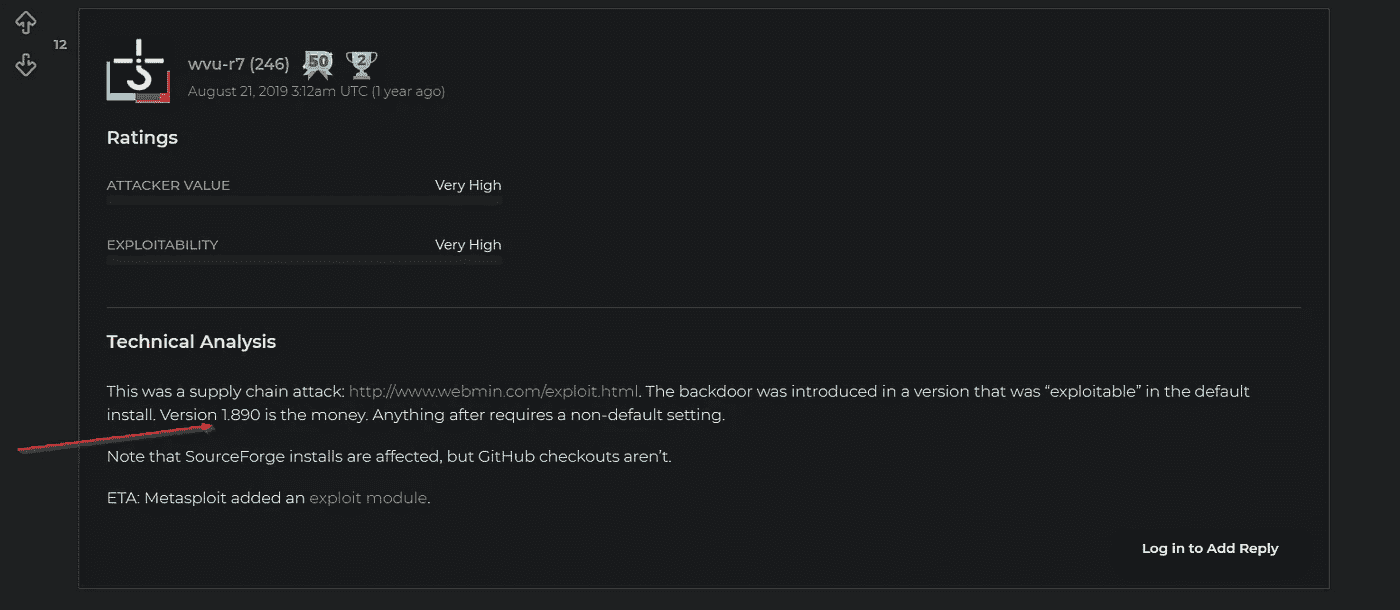 12
wvu-r7 (246) 50 2
August 21, 2019 3:12am UTC (1 year ago)
Ratings
ATTACKER VALUE Very High
EXPLOITABILITY Very High
Technical Analysis
This was a supply chain attack: http://www.webmin.com/exploit.html. The backdoor was introduced in a version that was “exploitable” in the default
install. Version 1.890 is the money. Anything after requires a non-default setting.
Note that SourceForge installs are affected, but GitHub checkouts aren’t.
ETA: Metasploit added an exploit module.
Log in to Add Reply